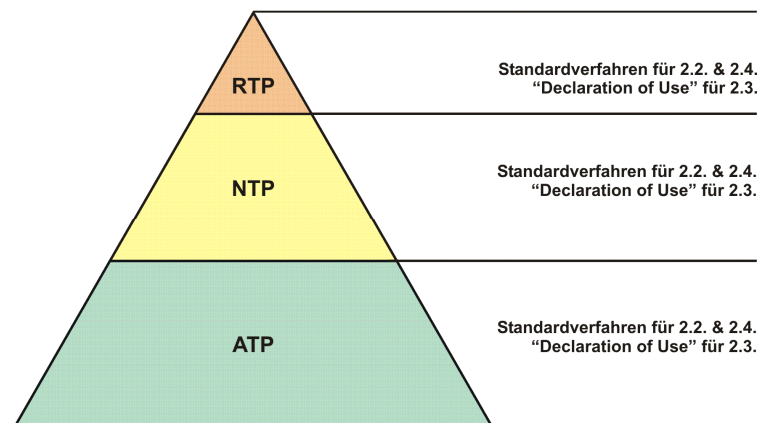 RTP
Standardverfahren für 2.2. & 2.4.
“Declaration of Use” für 2.3.
NTP
Standardverfahren für 2.2. & 2.4.
“Declaration of Use” für 2.3.
ATP
Standardverfahren für 2.2. & 2.4.
“Declaration of Use” für 2.3.